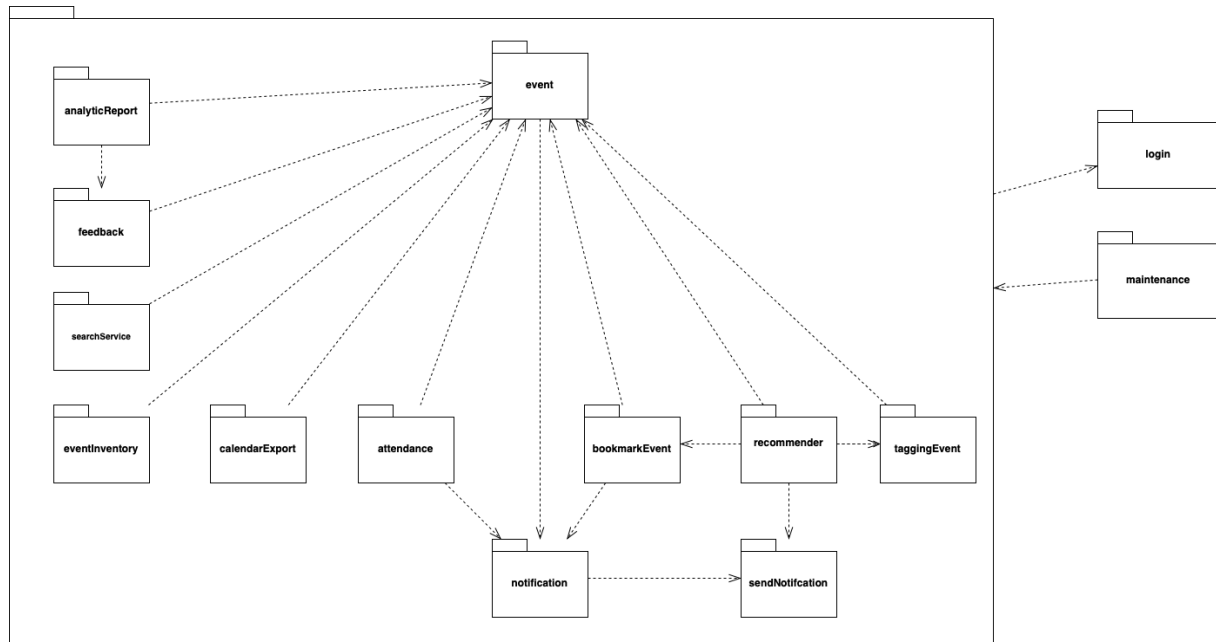 event
analyticReport
login
feedback
maintenance
searchService
eventInventory
calendarExport
attendance
bookmarkEvent
recommender
taggingEvent
notification
sendNotifcation